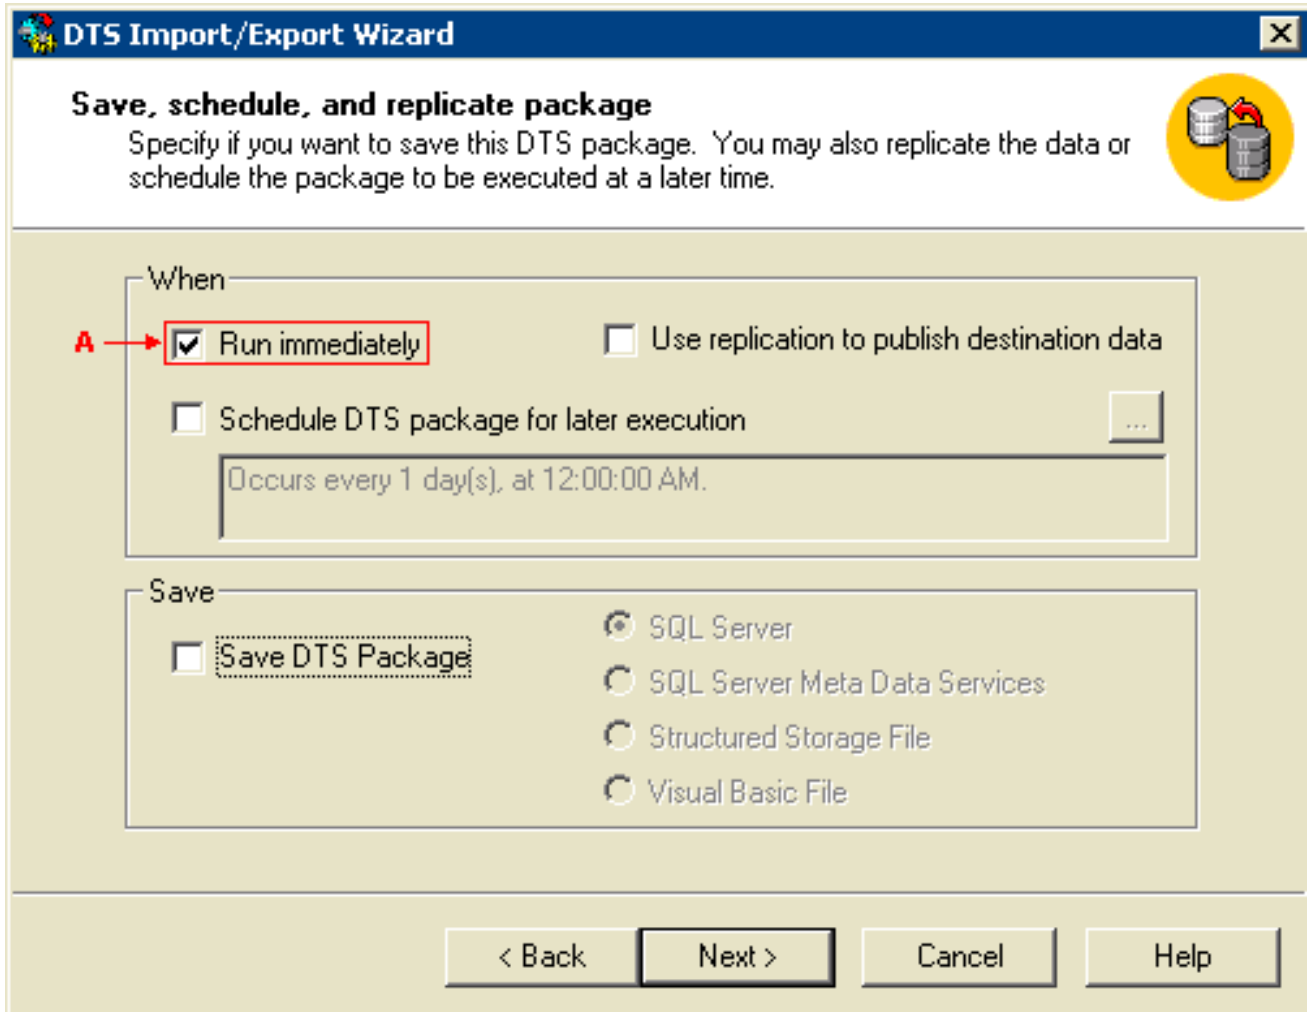 DTS Import/Export Wizard
Save, schedule, and replicate package
Specify if you want to save this DTS package. You may also replicate the data or
schedule the package to be executed at a later time.
When
A
Run immediately
Use replication to publish destination data
Schedule DTS package for later execution
...
Occurs every 1 day(s), at 12:00:00 AM.
Save
Save DTS Package
SQL Server
SQL Server Meta Data Services
Structured Storage File
Visual Basic File
< Back
Next >
Cancel
Help